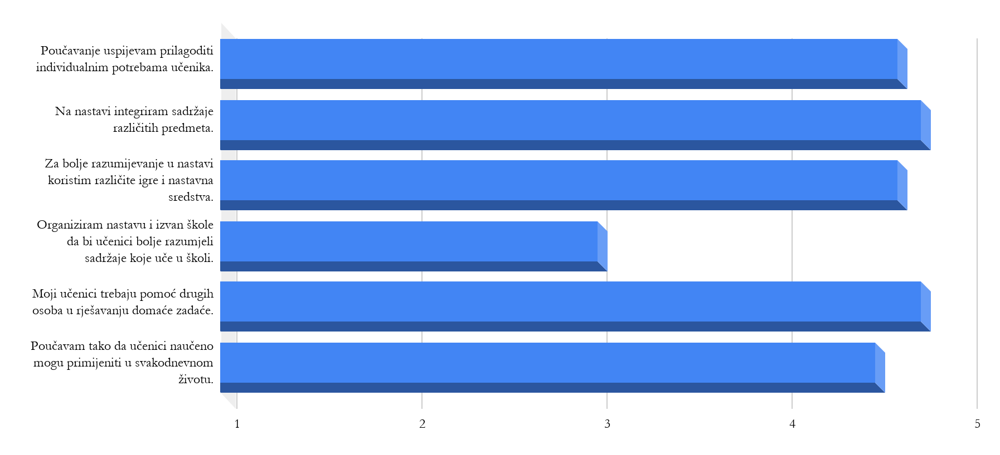 Poučavanje uspijevam prilagoditi
individualnim potrebama učenika.
Na nastavi integriram sadržaje
različitih predmeta.
Za bolje razumijevanje u nastavi
koristim različite igre i nastavna
sredstva.
Organiziram nastavu i izvan škole
da bi učenici bolje razumjeli
sadržaje koje uče u školi.
Moji učenici trebaju pomoć drugih
osoba u rješavanju domaće zadaće.
Poučavam tako da učenici naučeno
mogu primijeniti u svakodnevnom
životu.
1 2 3 4 5